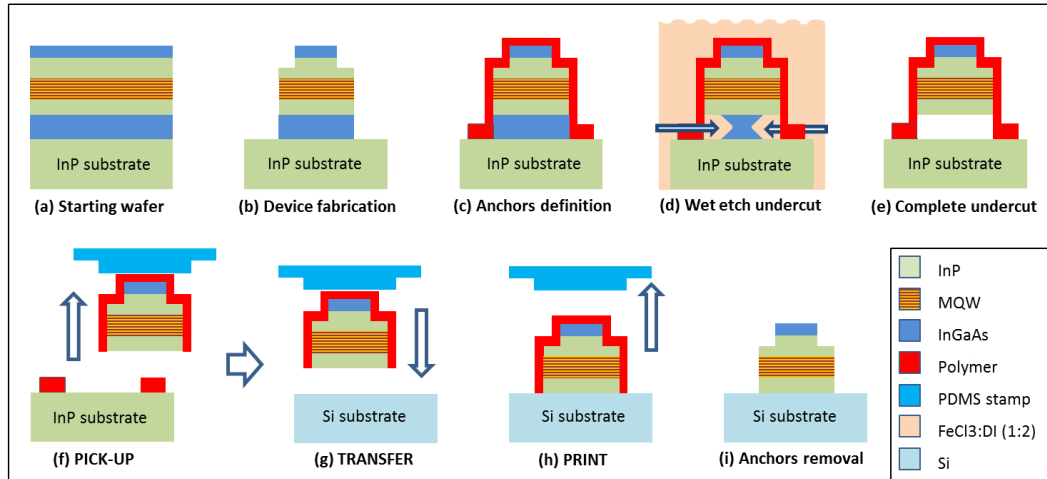 InP substrate
InP substrate
InP substrate
InP substrate
InP substrate
(a) Starting wafer
(b) Device fabrication
(c) Anchors definition
(d) Wet etch undercut
(e) Complete undercut
InP substrate
Si substrate
Si substrate
Si substrate
(f) PICK-UP
(g) TRANSFER
(h) PRINT
(i) Anchors removal
InP
MQW
InGaAs
Polymer
PDMS stamp
FeCl3:DI (1:2)
Si